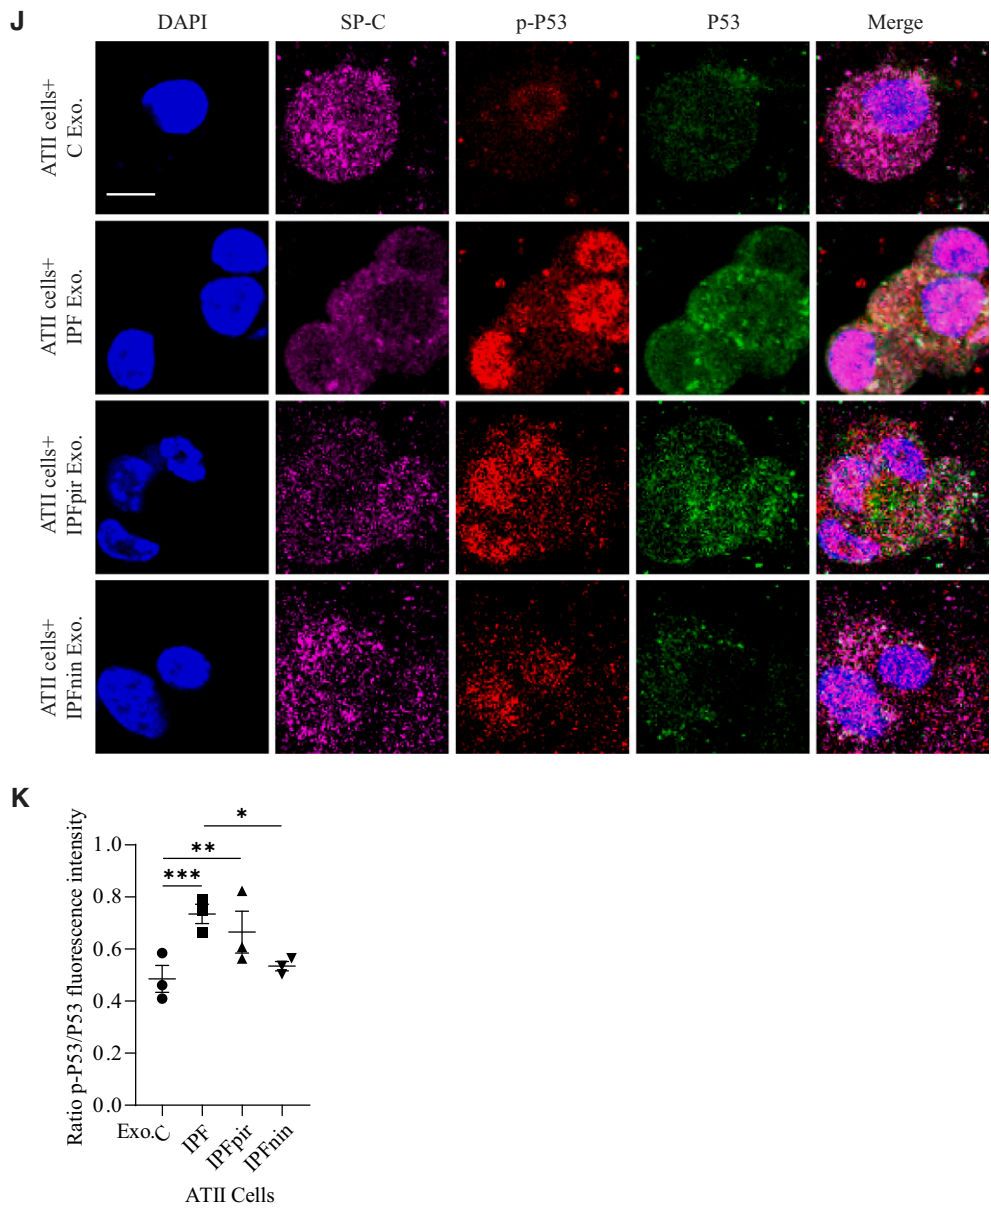 J
DAPI SP-C p-P53 P53 Merge
ATII cells+
C Exo.
ATII cells+
IPF Exo.
ATII cells+
IPFpir Exo.
ATII cells+
IPFnin Exo.
K
Ratio p-P53/P53 fluorescence intensity
1.0
0.8
0.6
0.4
0.2
0.0
*
**
***
Exo. C IPF IPFpir IPFnin
ATII Cells